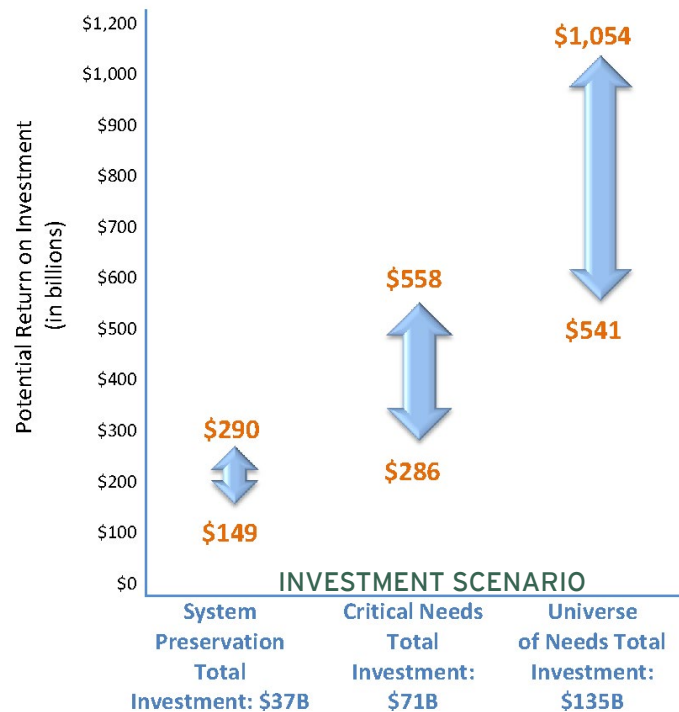 Potential Return on Investment
(in billions)
$1,200
$1,000
$900
$800
$700
$600
$500
$400
$300
$200
$100
$0
$290
$149
$558
$286
$1,054
$541
INVESTMENT SCENARIO
System
Preservation
Total
Investment: $37B
Critical Needs
Total
Investment:
$71B
Universe
of Needs Total
Investment:
$135B